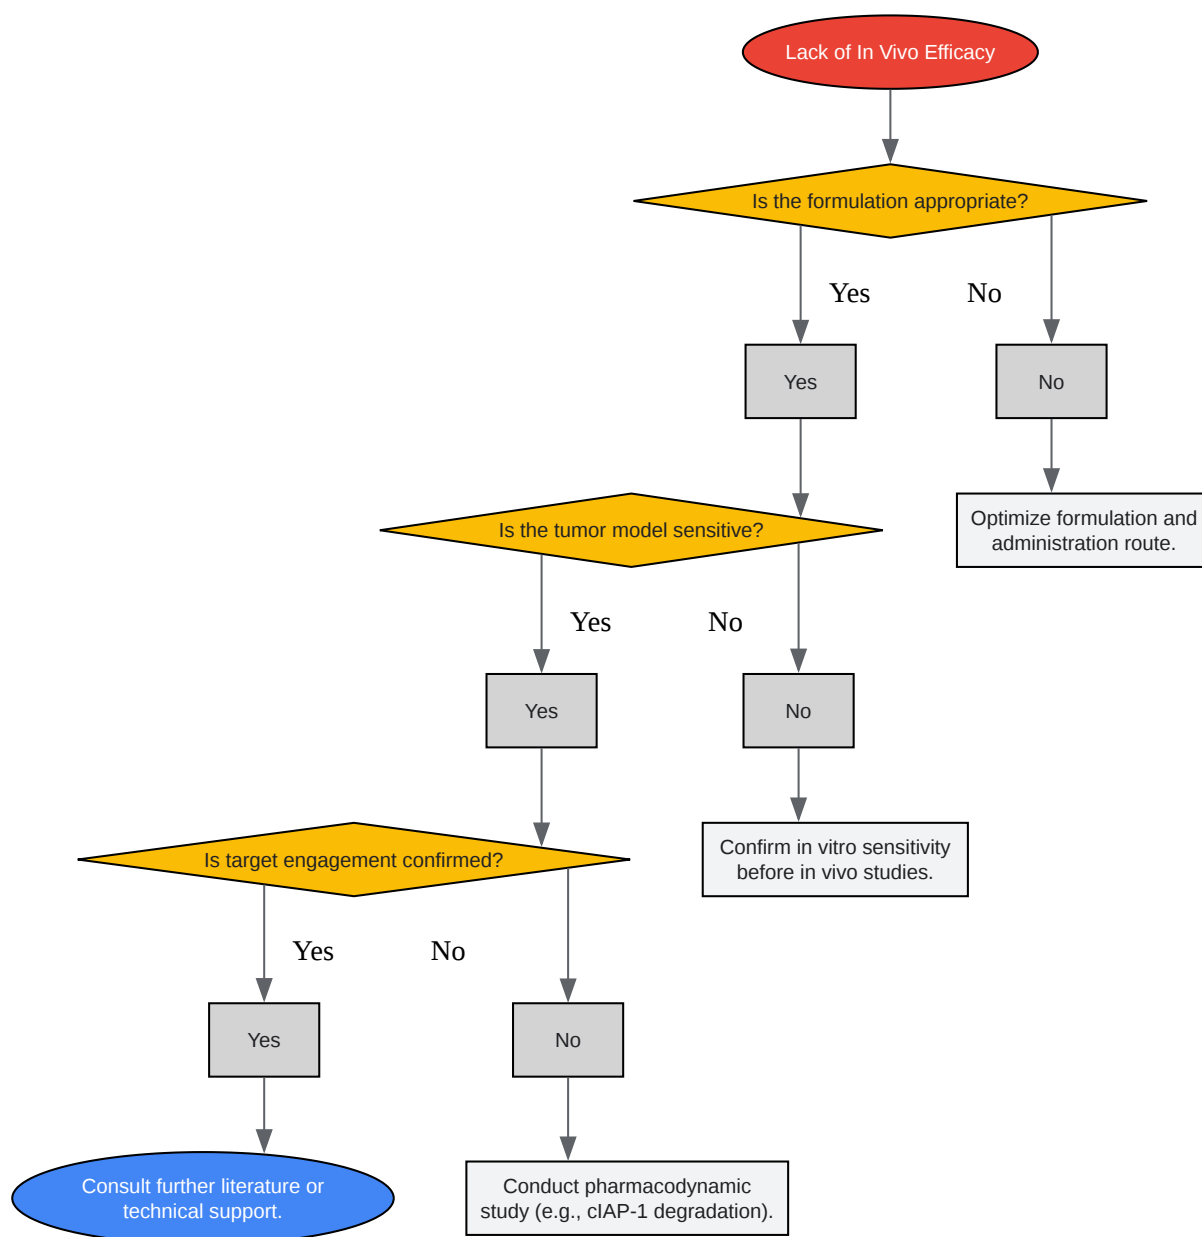 Lack of In Vivo Efficacy
Is the formulation appropriate?
Yes
No
Yes
No
Optimize formulation and
administration route.
Is the tumor model sensitive?
Yes
No
Yes
No
Confirm in vitro sensitivity
before in vivo studies.
Is target engagement confirmed?
Yes
No
Yes
No
Consult further literature or
technical support.
Conduct pharmacodynamic
study (e.g., cIAP-1 degradation).